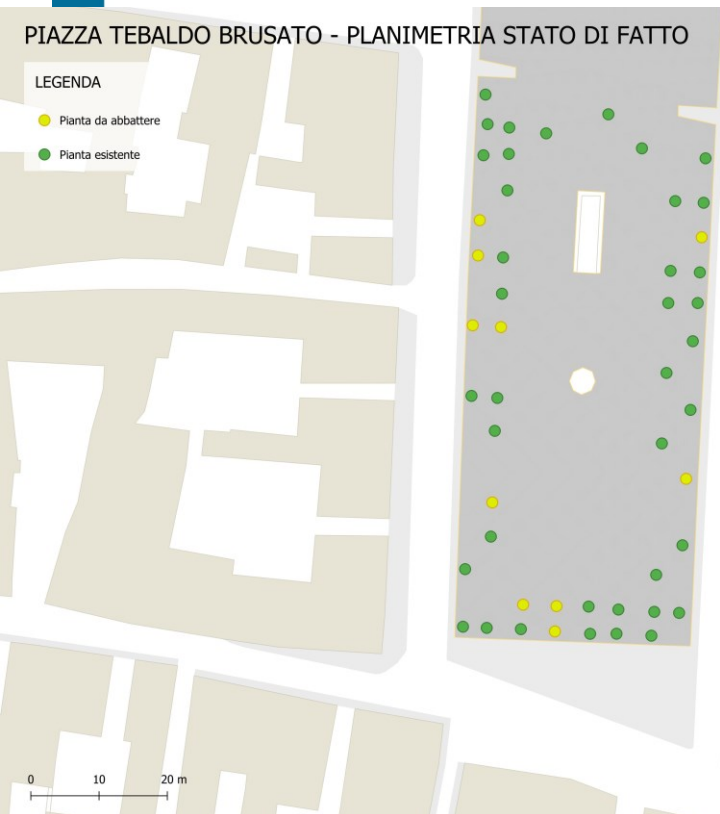 PIAZZA TEBALDO BRUSATO - PLANIMETRIA STATO DI FATTO
LEGENDA
Pianta da abbattere
Pianta esistente
0 10 20 m